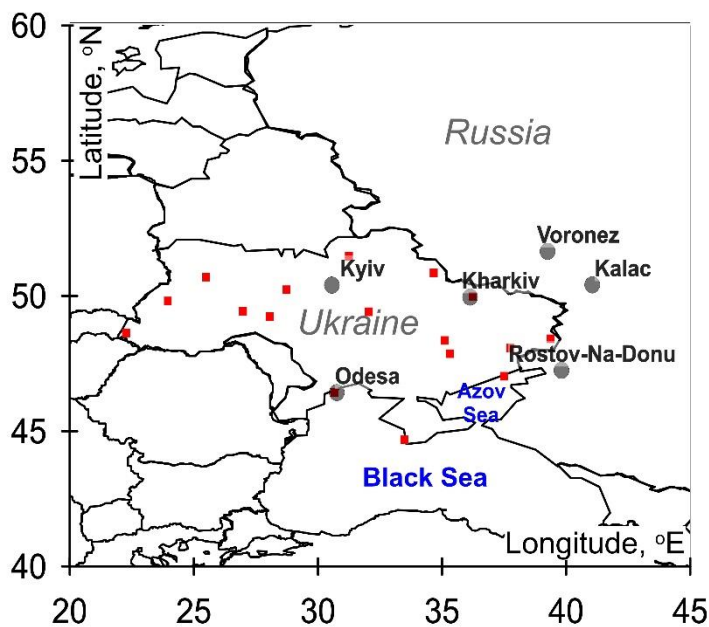 60
55
50
45
40
Latitude, °N
Russia
Voronez
Kyiv
Kalac
Kharkiv
Ukraine
Rostov-Na-Donu
Odesa
Azov
Sea
Black Sea
Longitude, °E
20 25 30 35 40 45